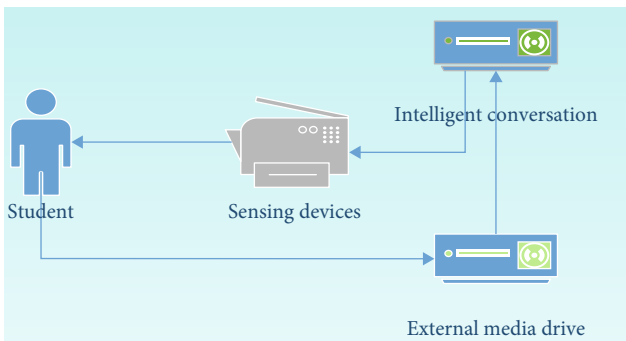 Intelligent conversation
Student
Sensing devices
External media drive